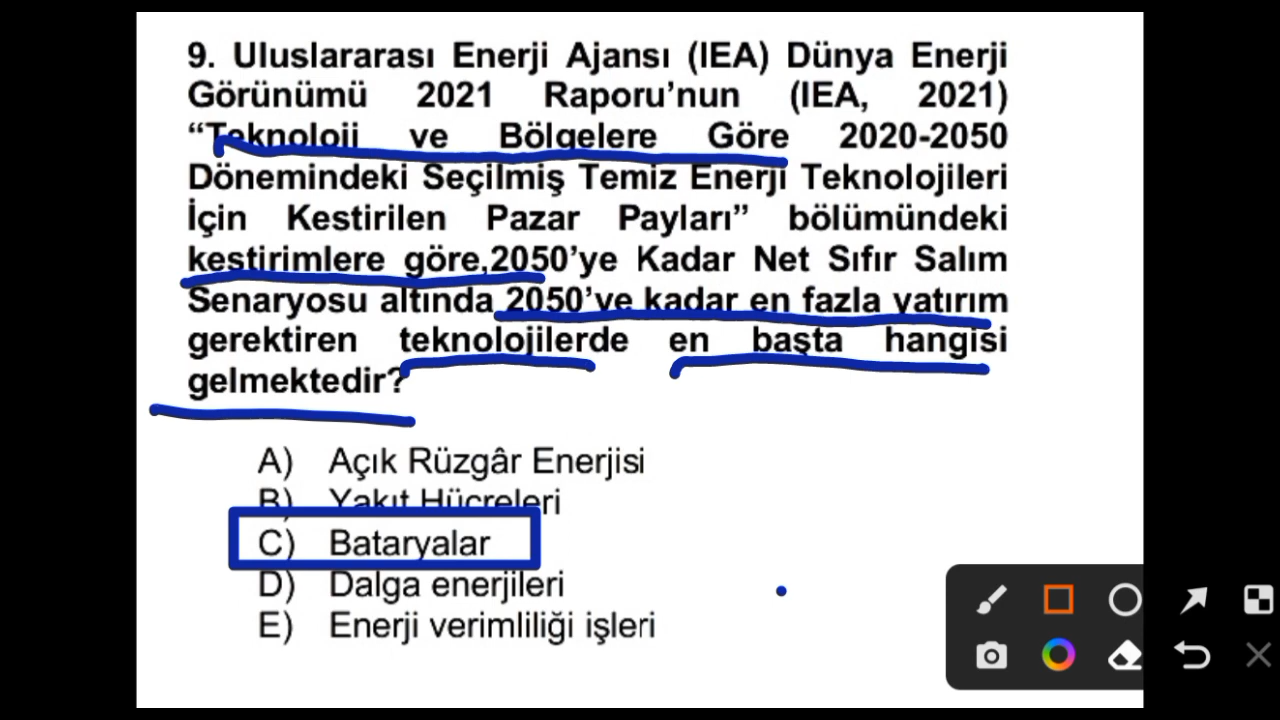 9. Uluslararası Enerji Ajansı (IEA) Dünya Enerji
Görünümü 2021 Raporu’nun (IEA, 2021)
“Teknoloji ve Bölgelere Göre 2020-2050
Dönemindeki Seçilmiş Temiz Enerji Teknolojileri
İçin Kestirilen Pazar Payları” bölümündeki
kestirimlere göre,2050’ye Kadar Net Sıfır Salım
Senaryosu altında 2050’ye kadar en fazla yatırım
gerektiren teknolojilerde en başta hangisi
gelmektedir?
A) Açık Rüzgâr Enerjisi
B) Yakıt Hücreleri
C) Bataryalar
D) Dalga enerjileri
E) Enerji verimliliği işleri